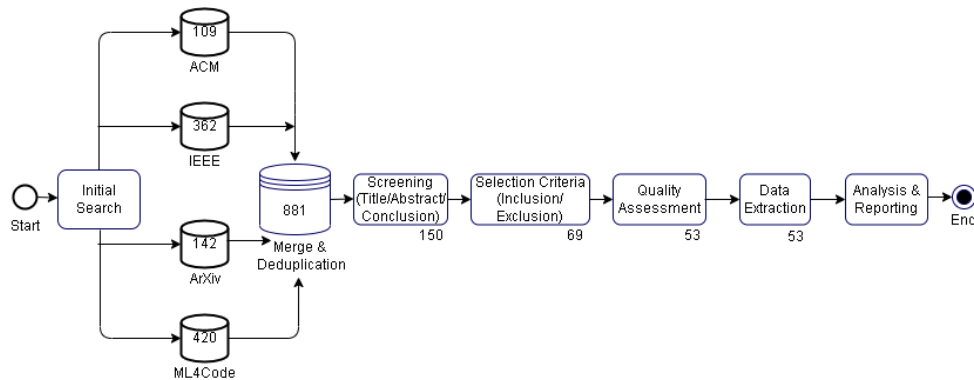 Start
Initial
Search
109
ACM
362
IEEE
142
ArXiv
420
ML4Code
881
Merge &
Deduplication
Screening
(Title/Abstract/
Conclusion)
150
Selection Criteria
(Inclusion/
Exclusion)
69
Quality
Assessment
53
Data
Extraction
53
Analysis &
Reporting
End